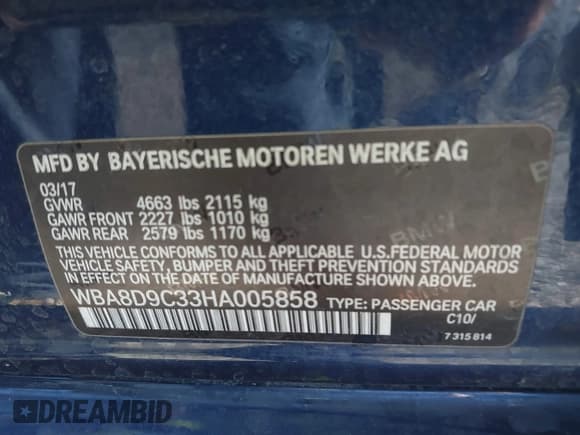 MFD BY BAYERISCHE MOTOREN WERKE AG
03/17
GVWR 4663 lbs 2115 kg
GAWR FRONT 2227 lbs 1010 kg
GAWR REAR 2579 lbs 1170 kg
THIS VEHICLE CONFORMS TO ALL APPLICABLE U.S.FEDERAL MOTOR
VEHICLE SAFETY, BUMPER AND THEFT PREVENTION STANDARDS
IN EFFECT ON THE DATE OF MANUFACTURE SHOWN ABOVE.
WBA8D9C33HA005858 TYPE: PASSENGER CAR
C10/
7 315 814
DREAMBID